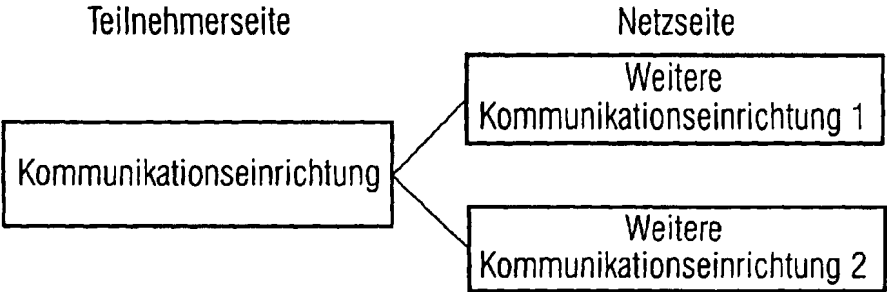 Teilnehmerseite
Netzseite
Kommunikationseinrichtung
Weitere
Kommunikationseinrichtung 1
Weitere
Kommunikationseinrichtung 2